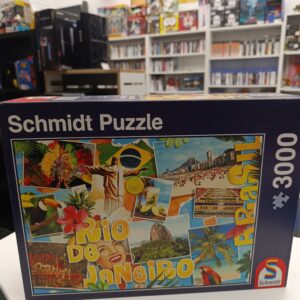 Schmidt Puzzle
3000
BRASIL
RIO
DE
JANEIRO
Schmidt